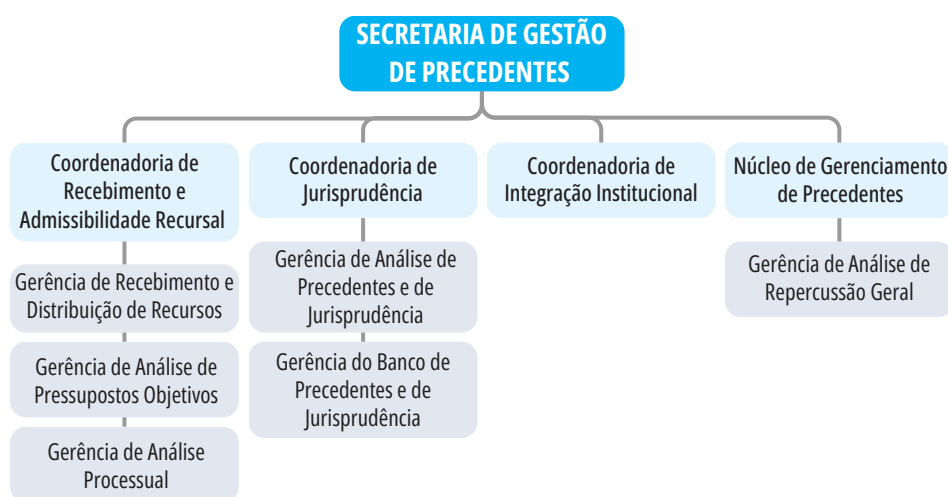 SECRETARIA DE GESTÃO
DE PRECEDENTES
Coordenadoria de
Recebimento e
Admissibilidade Recursal
Gerência de Recebimento e
Distribuição de Recursos
Gerência de Análise de
Pressupostos Objetivos
Gerência de Análise
Processual
Coordenadoria de
Jurisprudência
Gerência de Análise de
Precedentes e de
Jurisprudência
Gerência do Banco de
Precedentes e de
Jurisprudência
Coordenadoria de
Integração Institucional
Núcleo de Gerenciamento
de Precedentes
Gerência de Análise de
Repercussão Geral